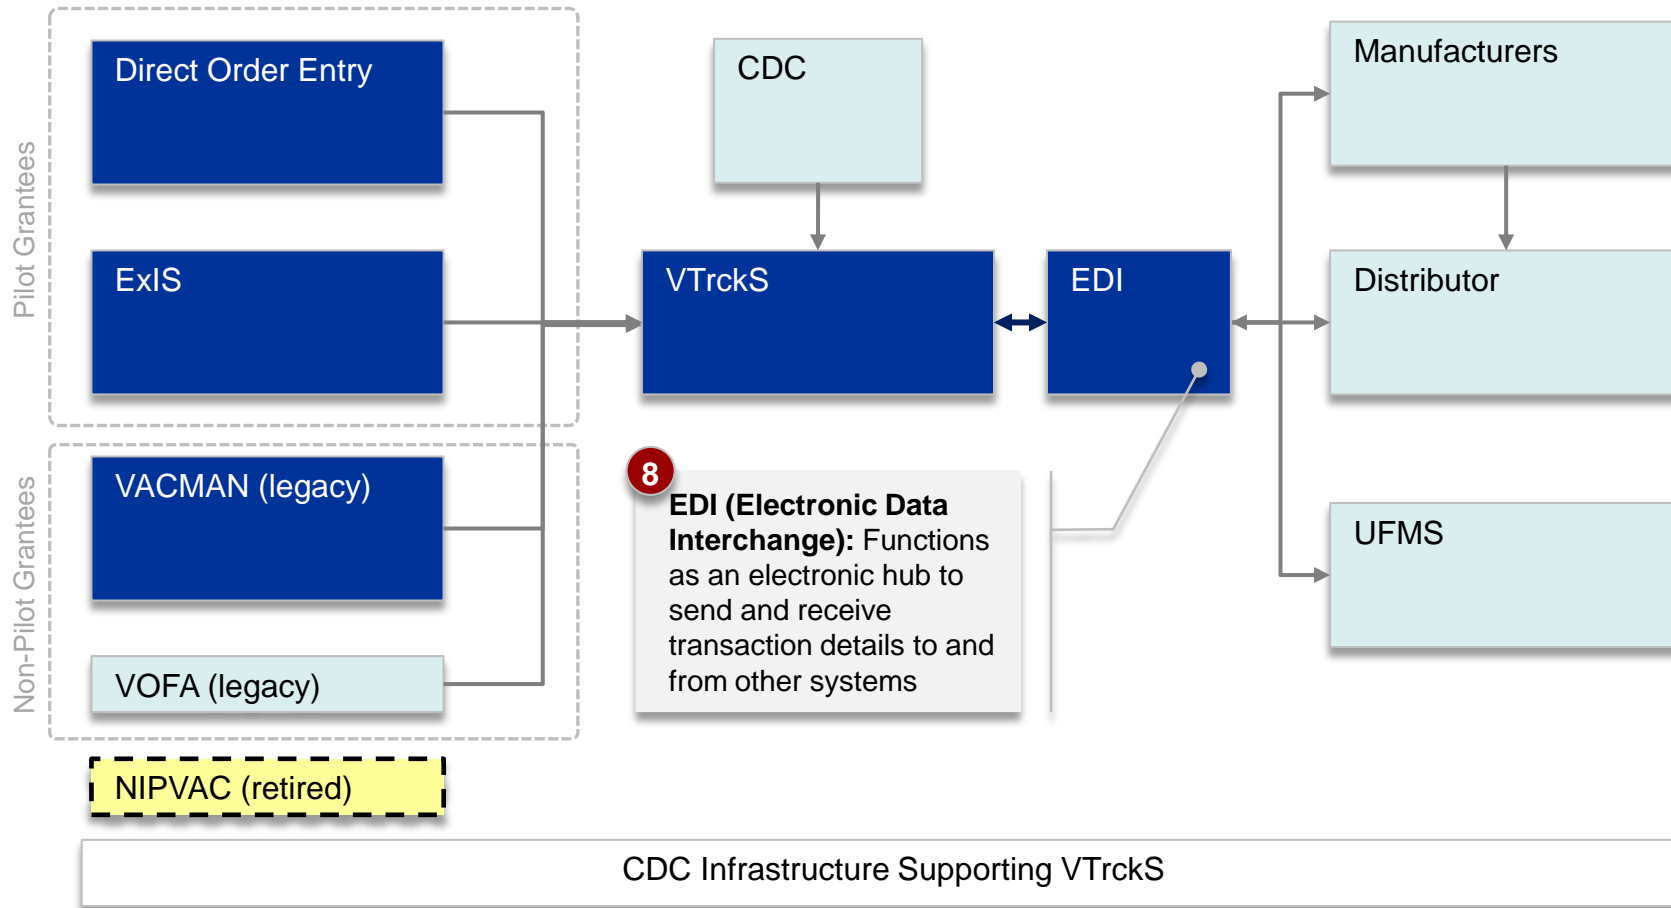 Pilot Grantees
Direct Order Entry
CDC
Manufacturers
ExIS
VTrckS
EDI
Distributor
Non-Pilot Grantees
VACMAN (legacy)
8
EDI (Electronic Data
Interchange): Functions
as an electronic hub to
send and receive
transaction details to and
from other systems
UFMS
VOFA (legacy)
NIPVAC (retired)
CDC Infrastructure Supporting VTrckS